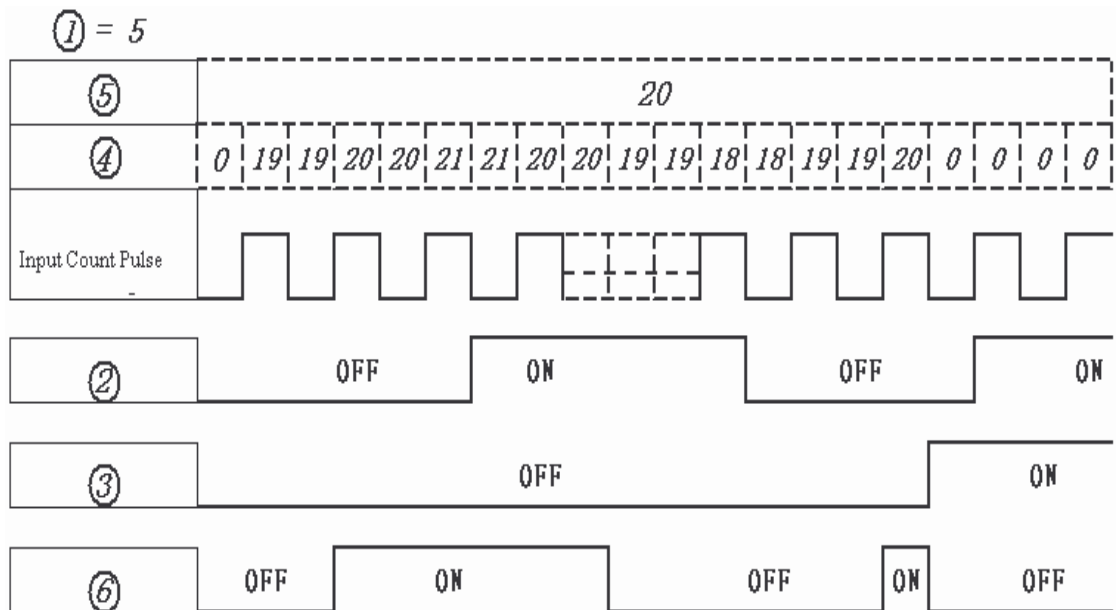 ① = 5
⑤ 20
④ 0 19 19 20 20 21 21 20 20 19 19 18 18 19 19 20 0 0 0 0
Input Count Pulse
② OFF ON OFF ON
③ OFF ON
⑥ OFF ON OFF ON OFF